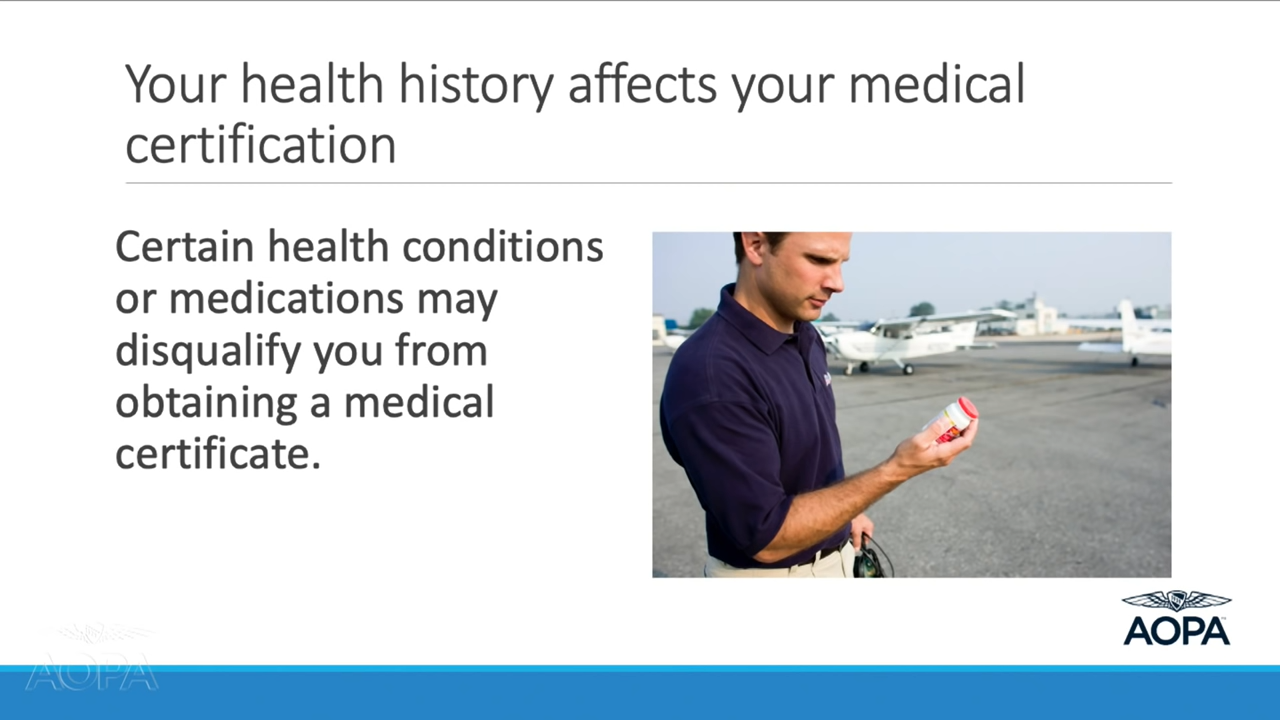 Your health history affects your medical
certification
Certain health conditions
or medications may
disqualify you from
obtaining a medical
certificate.
AOPA
AOPA